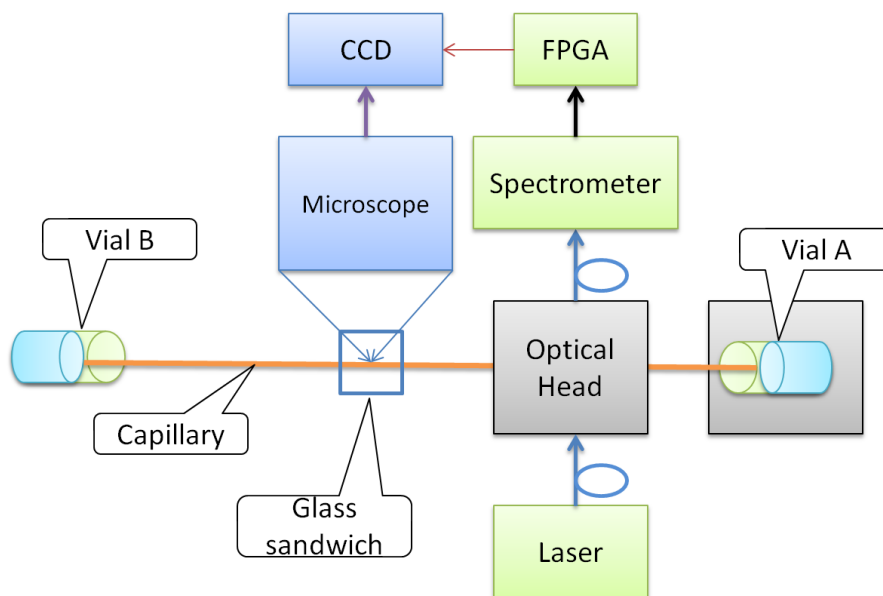 CCD
FPGA
Microscope
Spectrometer
Vial B
Vial A
Optical
Head
Capillary
Glass
sandwich
Laser